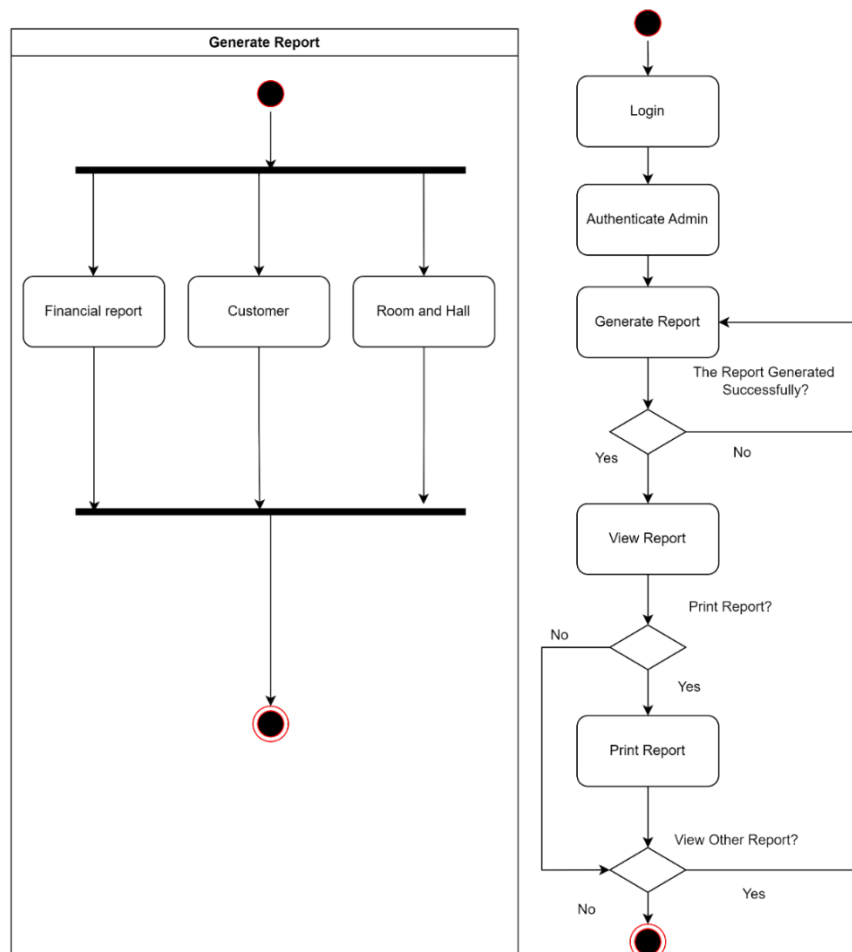 Generate Report
Financial report
Customer
Room and Hall
Login
Authenticate Admin
Generate Report
The Report Generated
Successfully?
Yes
No
View Report
Print Report?
No
Yes
Print Report
View Other Report?
Yes
No